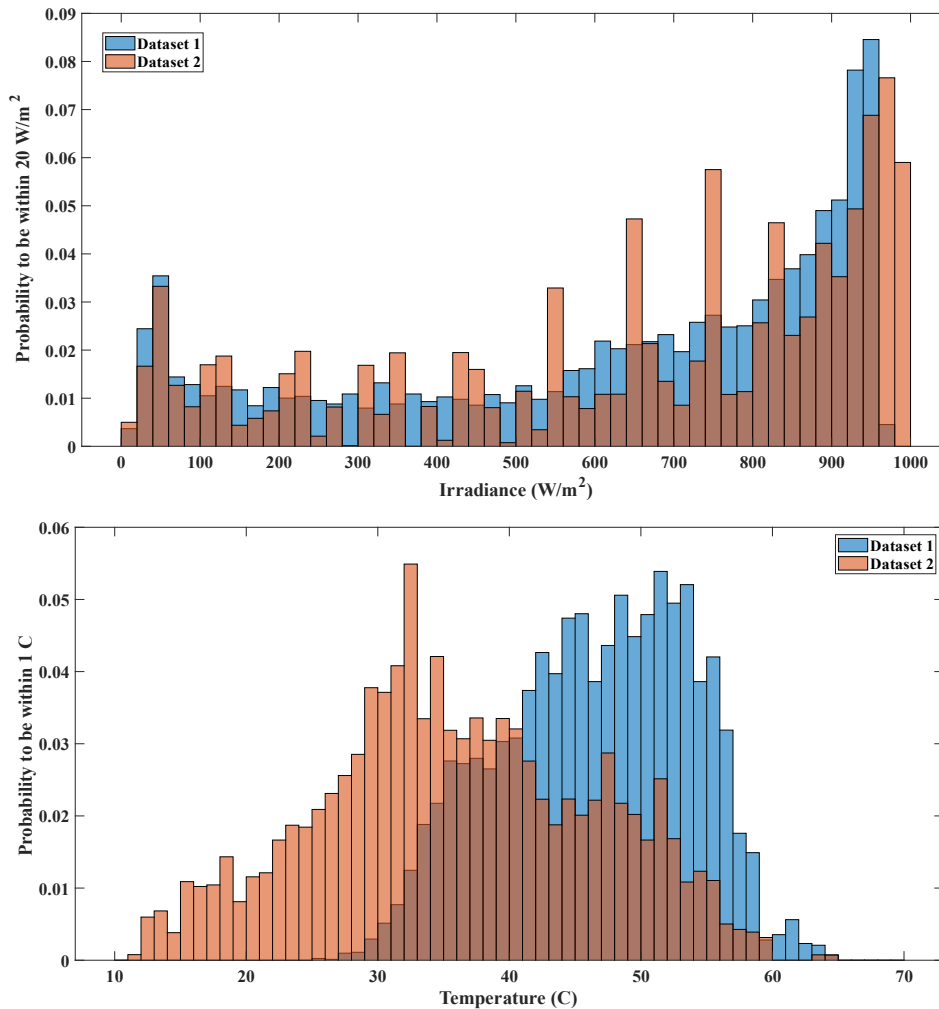 0.09
0.08
0.07
0.06
0.05
0.04
0.03
0.02
0.01
0
Probability to be within 20 W/m²
Dataset 1
Dataset 2
0 100 200 300 400 500 600 700 800 900 1000
Irradiance (W/m²)
0.06
0.05
0.04
0.03
0.02
0.01
0
Probability to be within 1 C
Dataset 1
Dataset 2
10 20 30 40 50 60 70
Temperature (C)